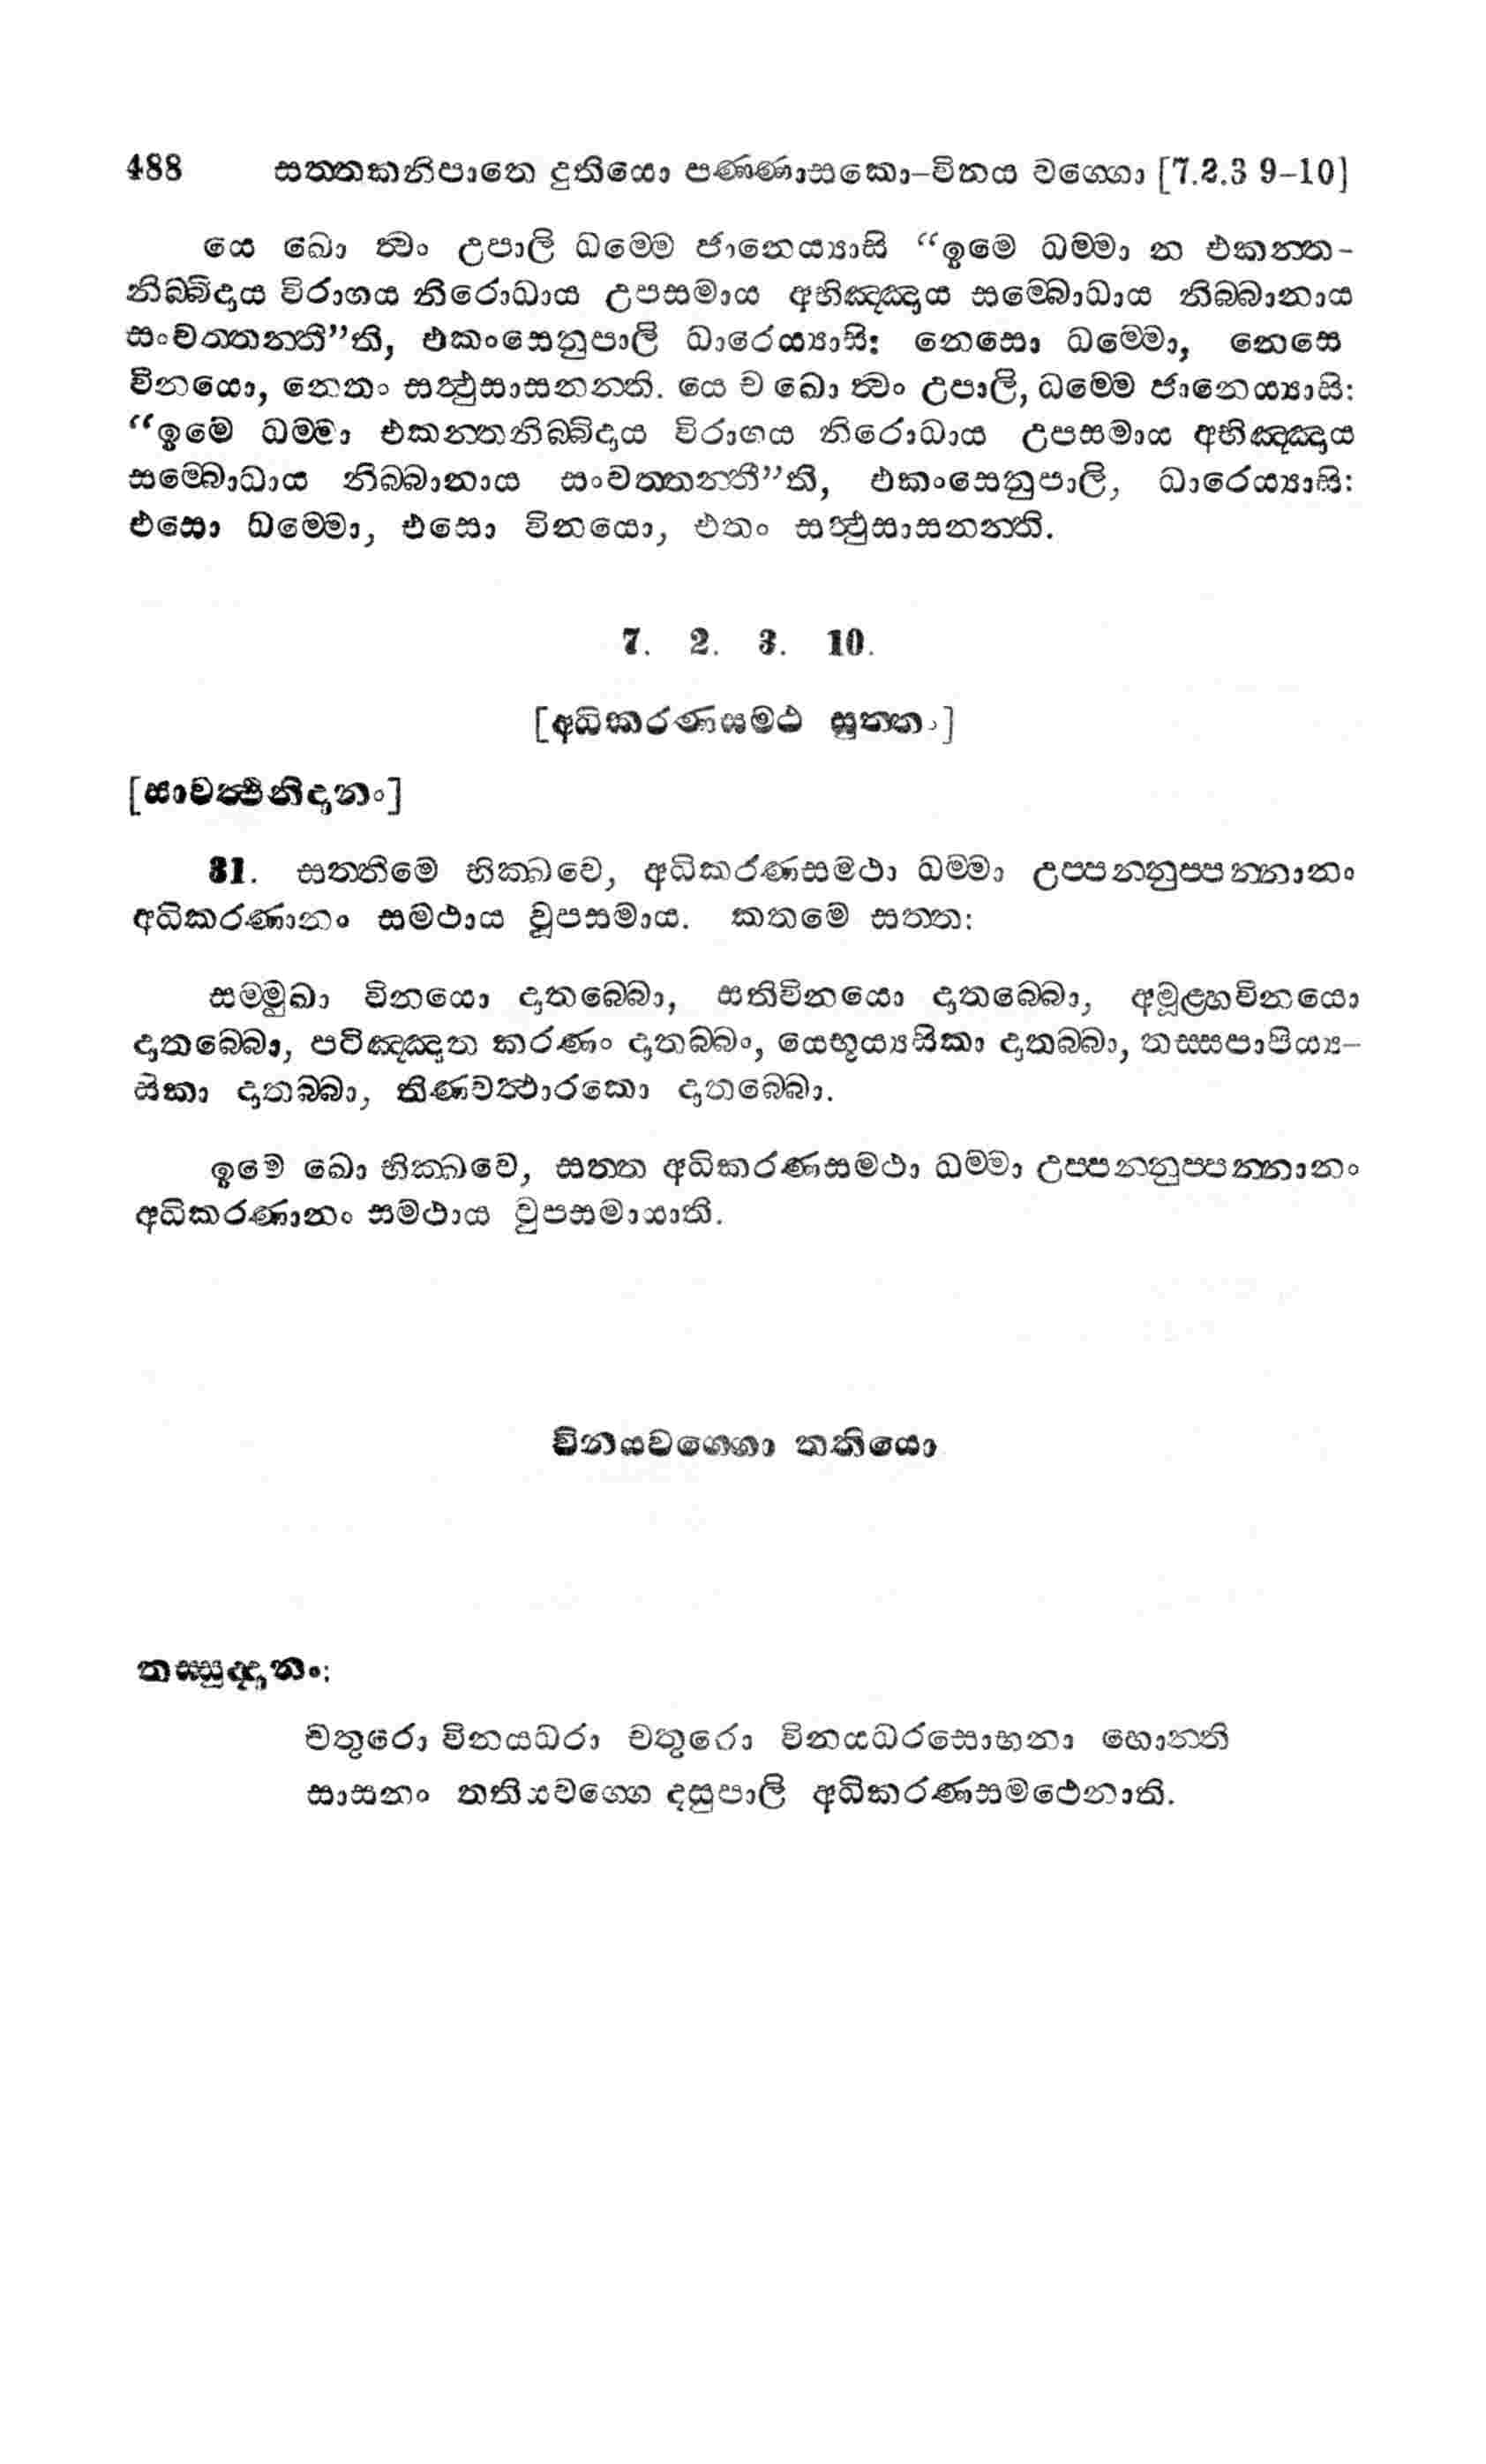 488 සත්තකනිපාතෙ දුතියො පණ්ණාසකො–විනය වග්ගො [7.2.3 9–10]
යෙ ඛො ත්වං උපාලි ධම්මෙ ජානෙය්‍යාසි “ඉමෙ ධම්මා න එකන්ත-
නිබ්බිදාය විරාගය නිරොධාය උපසමාය අභිඤ්ඤාය සම්බොධාය නිබ්බානාය
සංවත්තන්ති”ති, එකංසෙනුපාලි ධාරෙය්‍යාසි: නෙසො ධම්මො, නෙසෙ
විනයො, නෙතං සත්‍ථුසාසනන්ති. යෙ ච ඛො ත්වං උපාලි, ධම්මෙ ජානෙය්‍යාසි:
“ඉමෙ ධම්මා එකන්තනිබ්බිදාය විරාගය නිරොධාය උපසමාය අභිඤ්ඤාය
සම්බොධාය නිබ්බානාය සංවත්තන්තී”ති, එකංසෙනුපාලි, ධාරෙය්‍යාසි:
එසො ධම්මො, එසො විනයො, එතං සත්‍ථුසාසනන්ති.
7. 2. 3. 10.
[අධිකරණසමථ සුත්තං]
[සාවත්‍ථිනිදානං]
31. සත්තිමෙ භික්ඛවෙ, අධිකරණසමථා ධම්මා උප්පන්නුප්පන්නානං
අධිකරණානං සමථාය වූපසමාය. කතමෙ සත්ත:
සම්මුඛා විනයො දාතබ්බො, සතිවිනයො දාතබ්බො, අමූළ්හවිනයො
දාතබ්බො, පටිඤ්ඤාත කරණං දාතබ්බං, යෙභූය්‍යසිකා දාතබ්බා, තස්සපාපිය්‍ය–
සිකා දාතබ්බා, තිණවත්‍ථාරකො දාතබ්බො.
ඉමෙ ඛො භික්ඛවෙ, සත්ත අධිකරණසමථා ධම්මා උප්පන්නුප්පන්නානං
අධිකරණානං සමථාය වුපසමායාති.
විනයවග්ගො තතියො
තස්සුද්දානං:
චතුරො විනයධරා චතුරො විනයධරසොභනා හොන්ති
සාසනං තතියවග්ගෙ දසුපාලි අධිකරණසමථෙනාති.